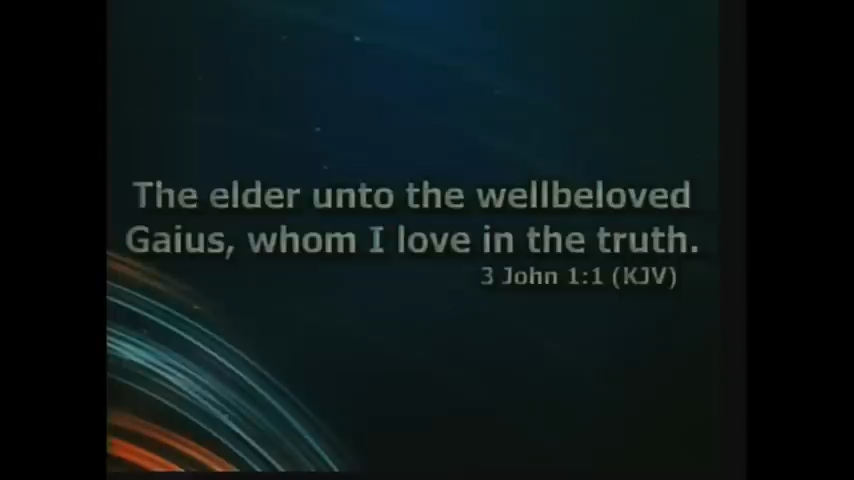 The elder unto the wellbeloved
Gaius, whom I love in the truth.
3 John 1:1 (KJV)